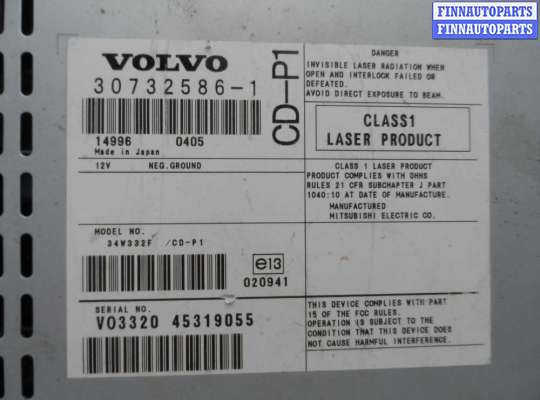 FINNAUTOPARTS
FINNAUTOPARTS
VOLVO
30732586-1
CD-P1
14996 0405
Made in Japan
12V NEG.GROUND
MODEL NO.
34W332F /CD-P1
e13
020941
SERIAL NO.
VO3320 45319055
DANGER
INVISIBLE LASER RADIATION WHEN
OPEN AND INTERLOCK FAILED OR
DEFEATED.
AVOID DIRECT EXPOSURE TO BEAM.
CLASS1
LASER PRODUCT
CLASS 1 LASER PRODUCT
PRODUCT COMPLIES WITH DHHS
RULES 21 CFR SUBCHAPTER J PART
1040:10 AT DATE OF MANUFACTURE.
MANUFACTURED
MITSUBISHI ELECTRIC CO.
THIS DEVICE COMPLIES WITH PART
15 OF THE FCC RULES.
OPERATION IS SUBJECT TO THE
CONDITION THAT THIS DEVICE DOES
NOT CAUSE HARMFUL INTERFERENCE.